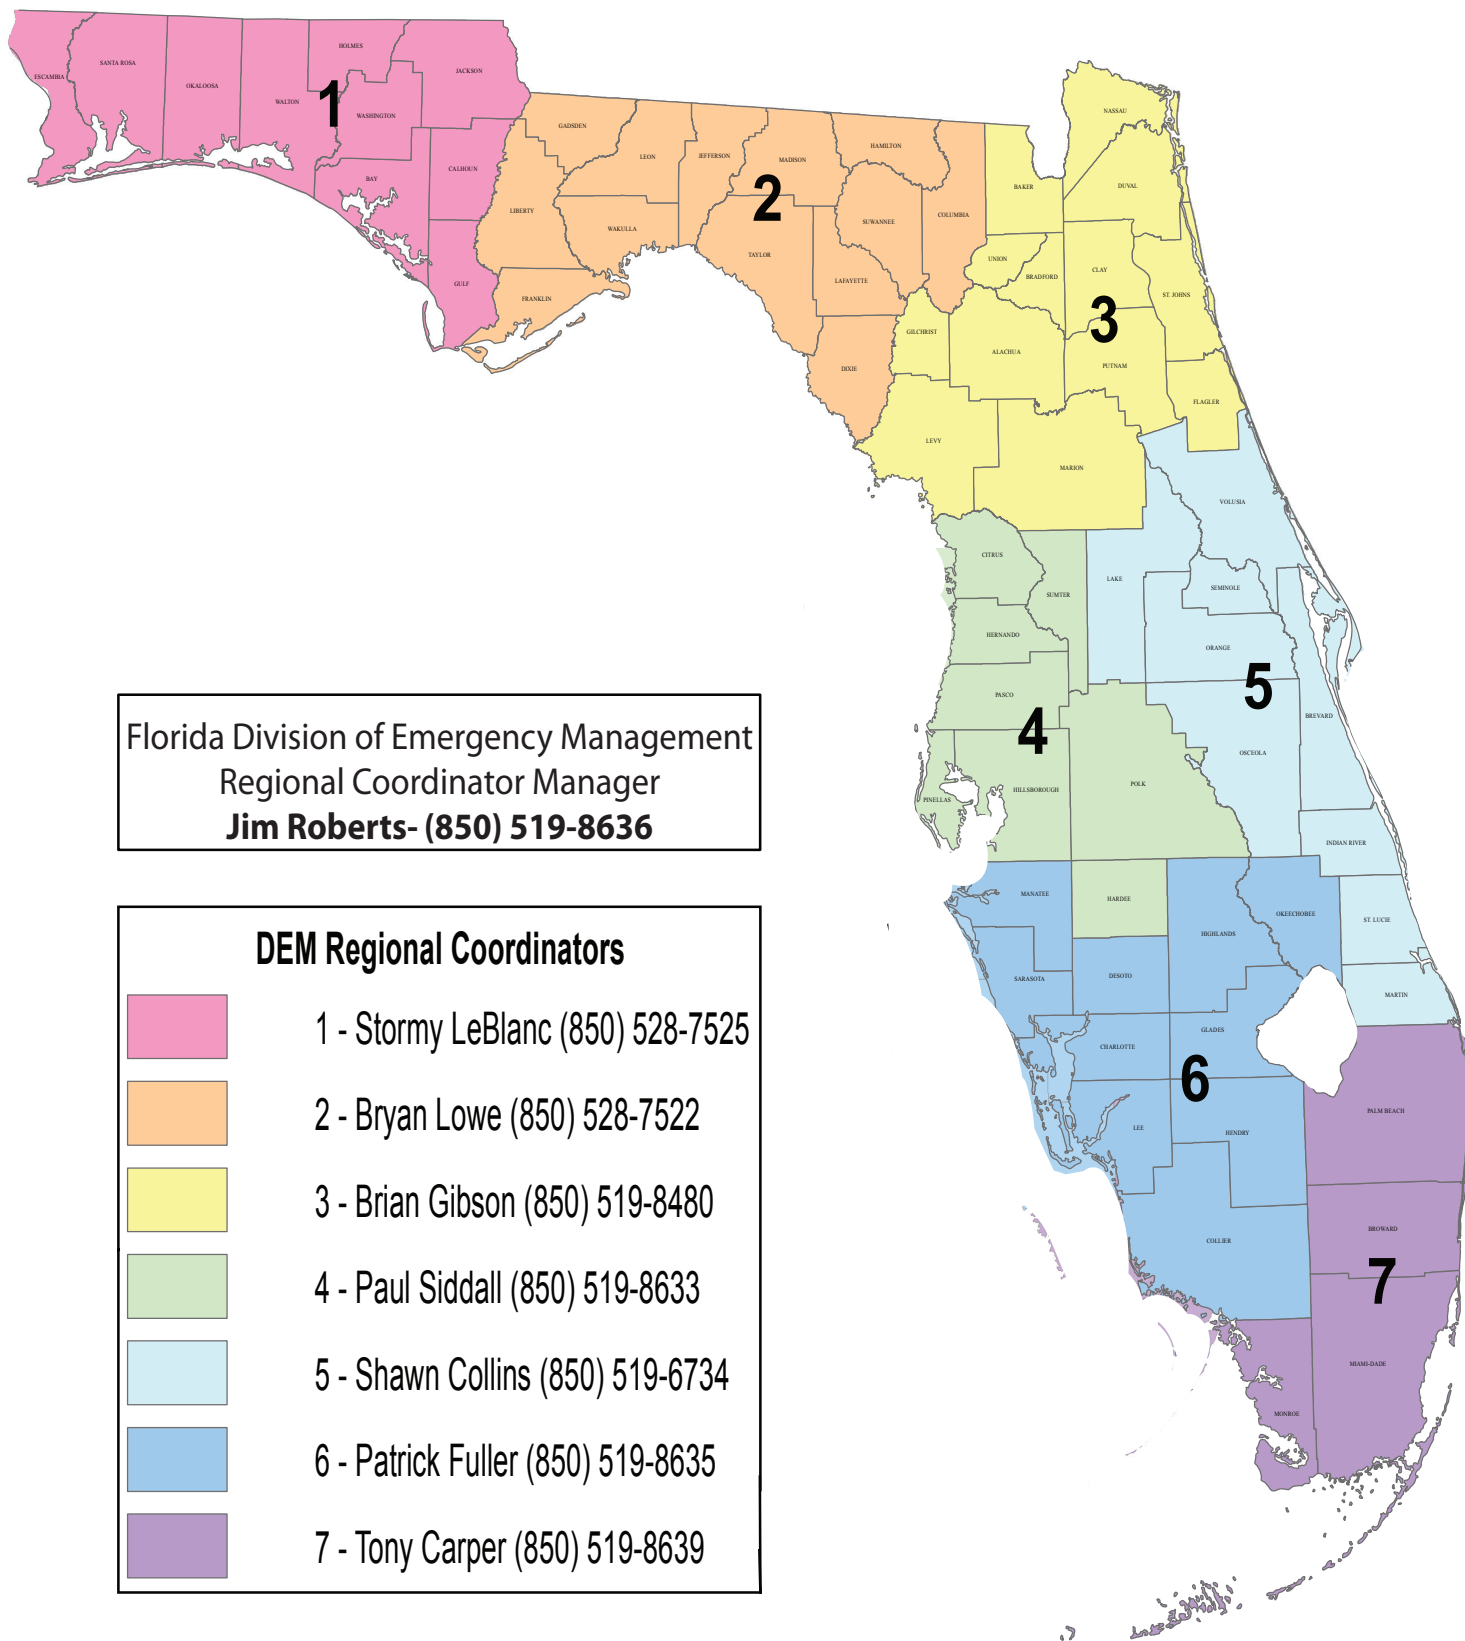 HOLMES
SANTA ROSA
JACKSON
ESCAMBIA
OKALOOSA
WALTON
1
WASHINGTON
GADSDEN
NASSAU
LEON
JEFFERSON
MADISON
HAMILTON
CALHOUN
BAY
2
BAKER
DUVAL
LIBERTY
WAKULLA
SUWANNEE
COLUMBIA
TAYLOR
UNION
CLAY
BRADFORD
GULF
LAFAYETTE
ST. JOHNS
FRANKLIN
3
GILCHRIST
ALACHUA
DIXIE
PUTNAM
FLAGLER
LEVY
MARION
VOLUSIA
CITRUS
LAKE
SEMINOLE
SUMTER
HERNANDO
ORANGE
5
PASCO
BREVARD
4
OSCEOLA
POLK
HILLSBOROUGH
PINELLAS
INDIAN RIVER
Florida Division of Emergency Management
Regional Coordinator Manager
Jim Roberts- (850) 519-8636
MANATEE
HARDEE
OKEECHOBEE
ST. LUCIE
HIGHLANDS
SARASOTA
DESOTO
MARTIN
GLADES
CHARLOTTE
6
PALM BEACH
LEE
HENDRY
BROWARD
COLLIER
7
MIAMI-DADE
MONROE
DEM Regional Coordinators
1 - Stormy LeBlanc (850) 528-7525
2 - Bryan Lowe (850) 528-7522
3 - Brian Gibson (850) 519-8480
4 - Paul Siddall (850) 519-8633
5 - Shawn Collins (850) 519-6734
6 - Patrick Fuller (850) 519-8635
7 - Tony Carper (850) 519-8639